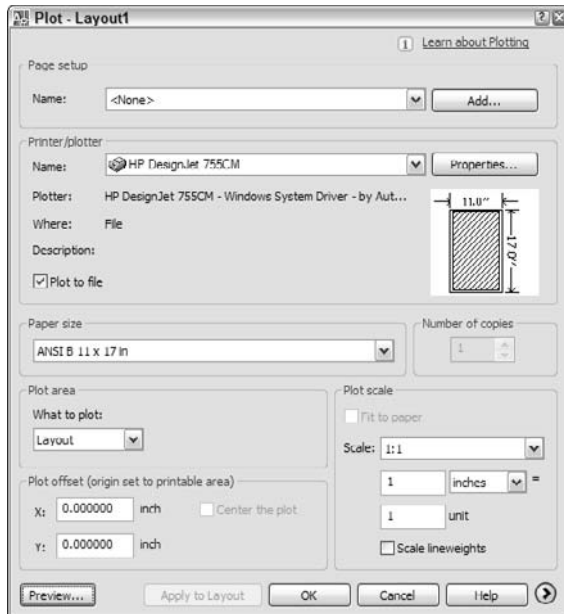 Plot - Layout1
Learn about Plotting
Page setup
Name: <None> Add...
Printer/plotter
Name: HP DesignJet 755CM Properties...
Plotter: HP DesignJet 755CM - Windows System Driver - by Aut...
Where: File
Description:
Plot to file
11.0''
17.0''
Paper size
ANSI B 11 x 17 in
Number of copies
1
Plot area
What to plot:
Layout
Plot scale
Fit to paper
Scale: 1:1
1 inches =
1 unit
Scale lineweights
Plot offset (origin set to printable area)
X: 0.000000 inch Center the plot
Y: 0.000000 inch
Preview... Apply to Layout OK Cancel Help